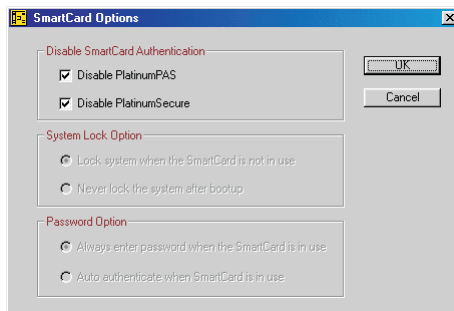 SmartCard Options
Disable SmartCard Authentication
Disable PlatinumPAS
Disable PlatinumSecure
OK
Cancel
System Lock Option
Lock system when the SmartCard is not in use
Never lock the system after bootup
Password Option
Always enter password when the SmartCard is in use
Auto authenticate when SmartCard is in use